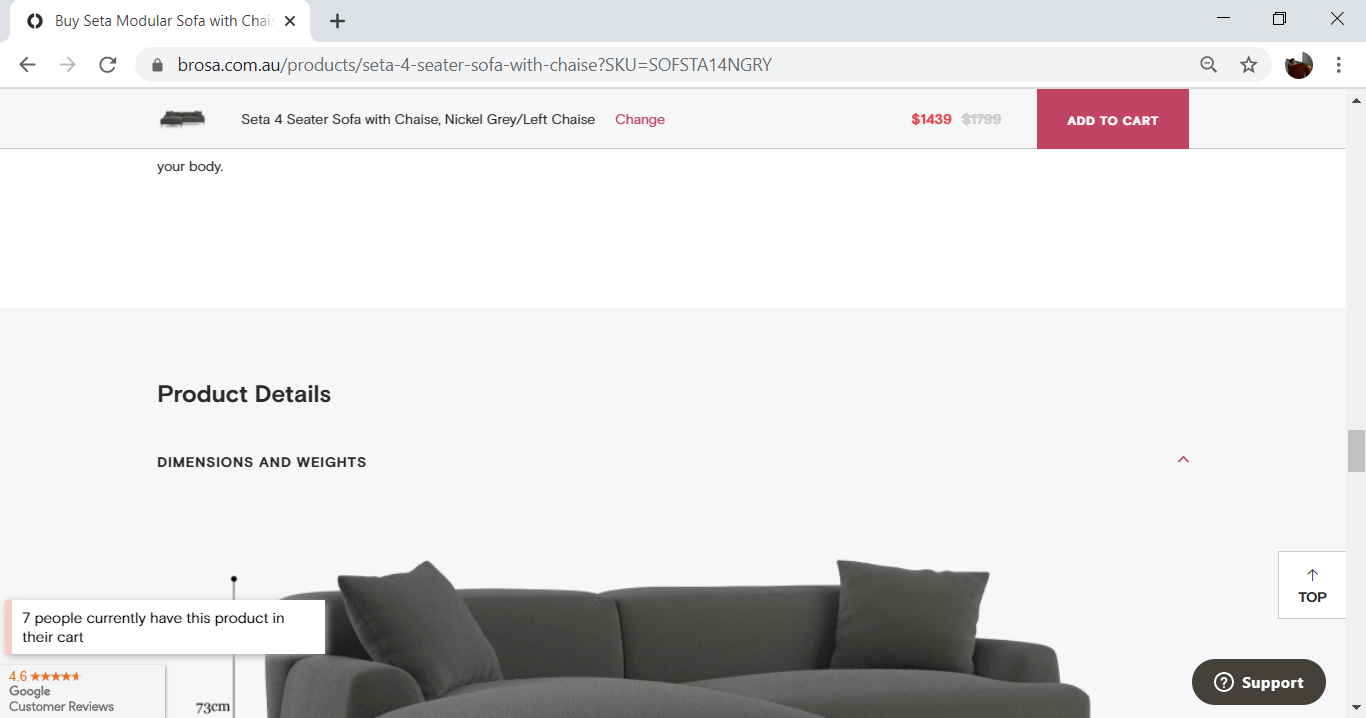 Buy Seta Modular Sofa with Chai
brosa.com.au/products/seta-4-seater-sofa-with-chaise?SKU=SOFSTA14NGRY
Seta 4 Seater Sofa with Chaise, Nickel Grey/Left Chaise Change $1439 $1799 ADD TO CART
your body.
Product Details
DIMENSIONS AND WEIGHTS
TOP
7 people currently have this product in
their cart
4.6
Google
Customer Reviews
73cm
Support